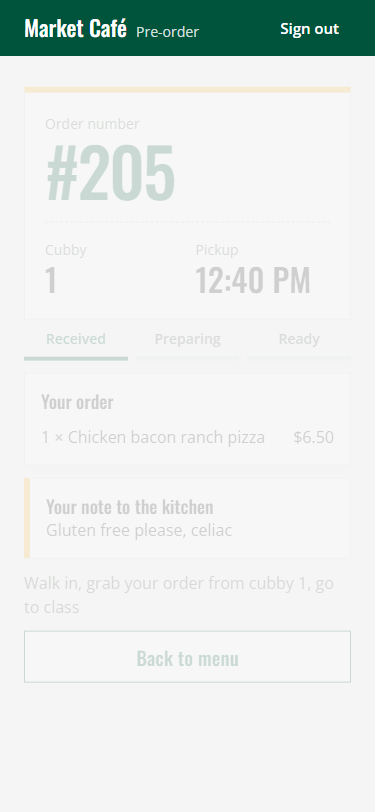 Market Café Pre-order Sign out
Order number
#205
Cubby Pickup
1 12:40 PM
Received Preparing Ready
Your order
1 × Chicken bacon ranch pizza $6.50
Your note to the kitchen
Gluten free please, celiac
Walk in, grab your order from cubby 1, go
to class
Back to menu